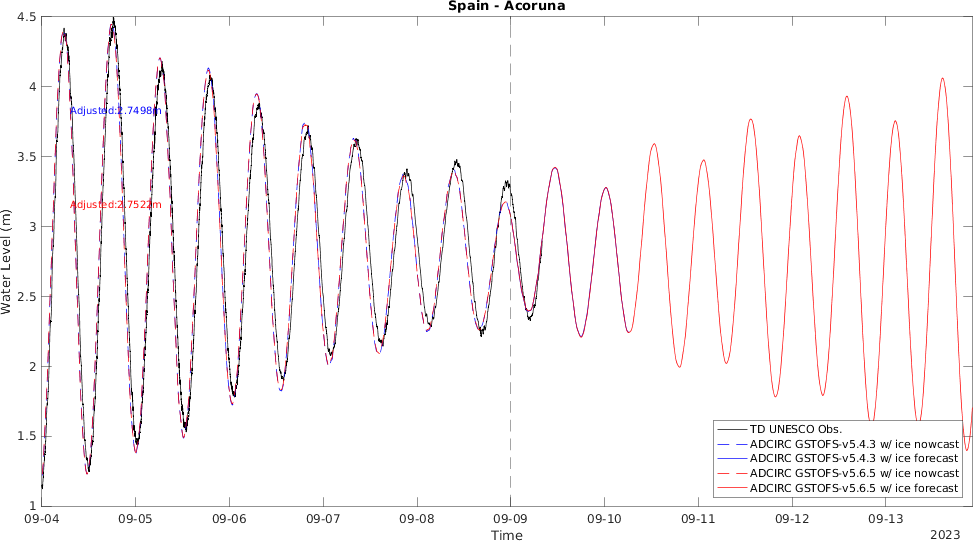 Spain - Acoruna
4.5
4
3.5
3
2.5
2
1.5
1
Water Level (m)
Adjusted:2.7498m
Adjusted:2.7522m
TD UNESCO Obs.
ADCIRC GSTOFS-v5.4.3 w/ ice nowcast
ADCIRC GSTOFS-v5.4.3 w/ ice forecast
ADCIRC GSTOFS-v5.6.5 w/ ice nowcast
ADCIRC GSTOFS-v5.6.5 w/ ice forecast
09-04 09-05 09-06 09-07 09-08 09-09 09-10 09-11 09-12 09-13
Time
2023